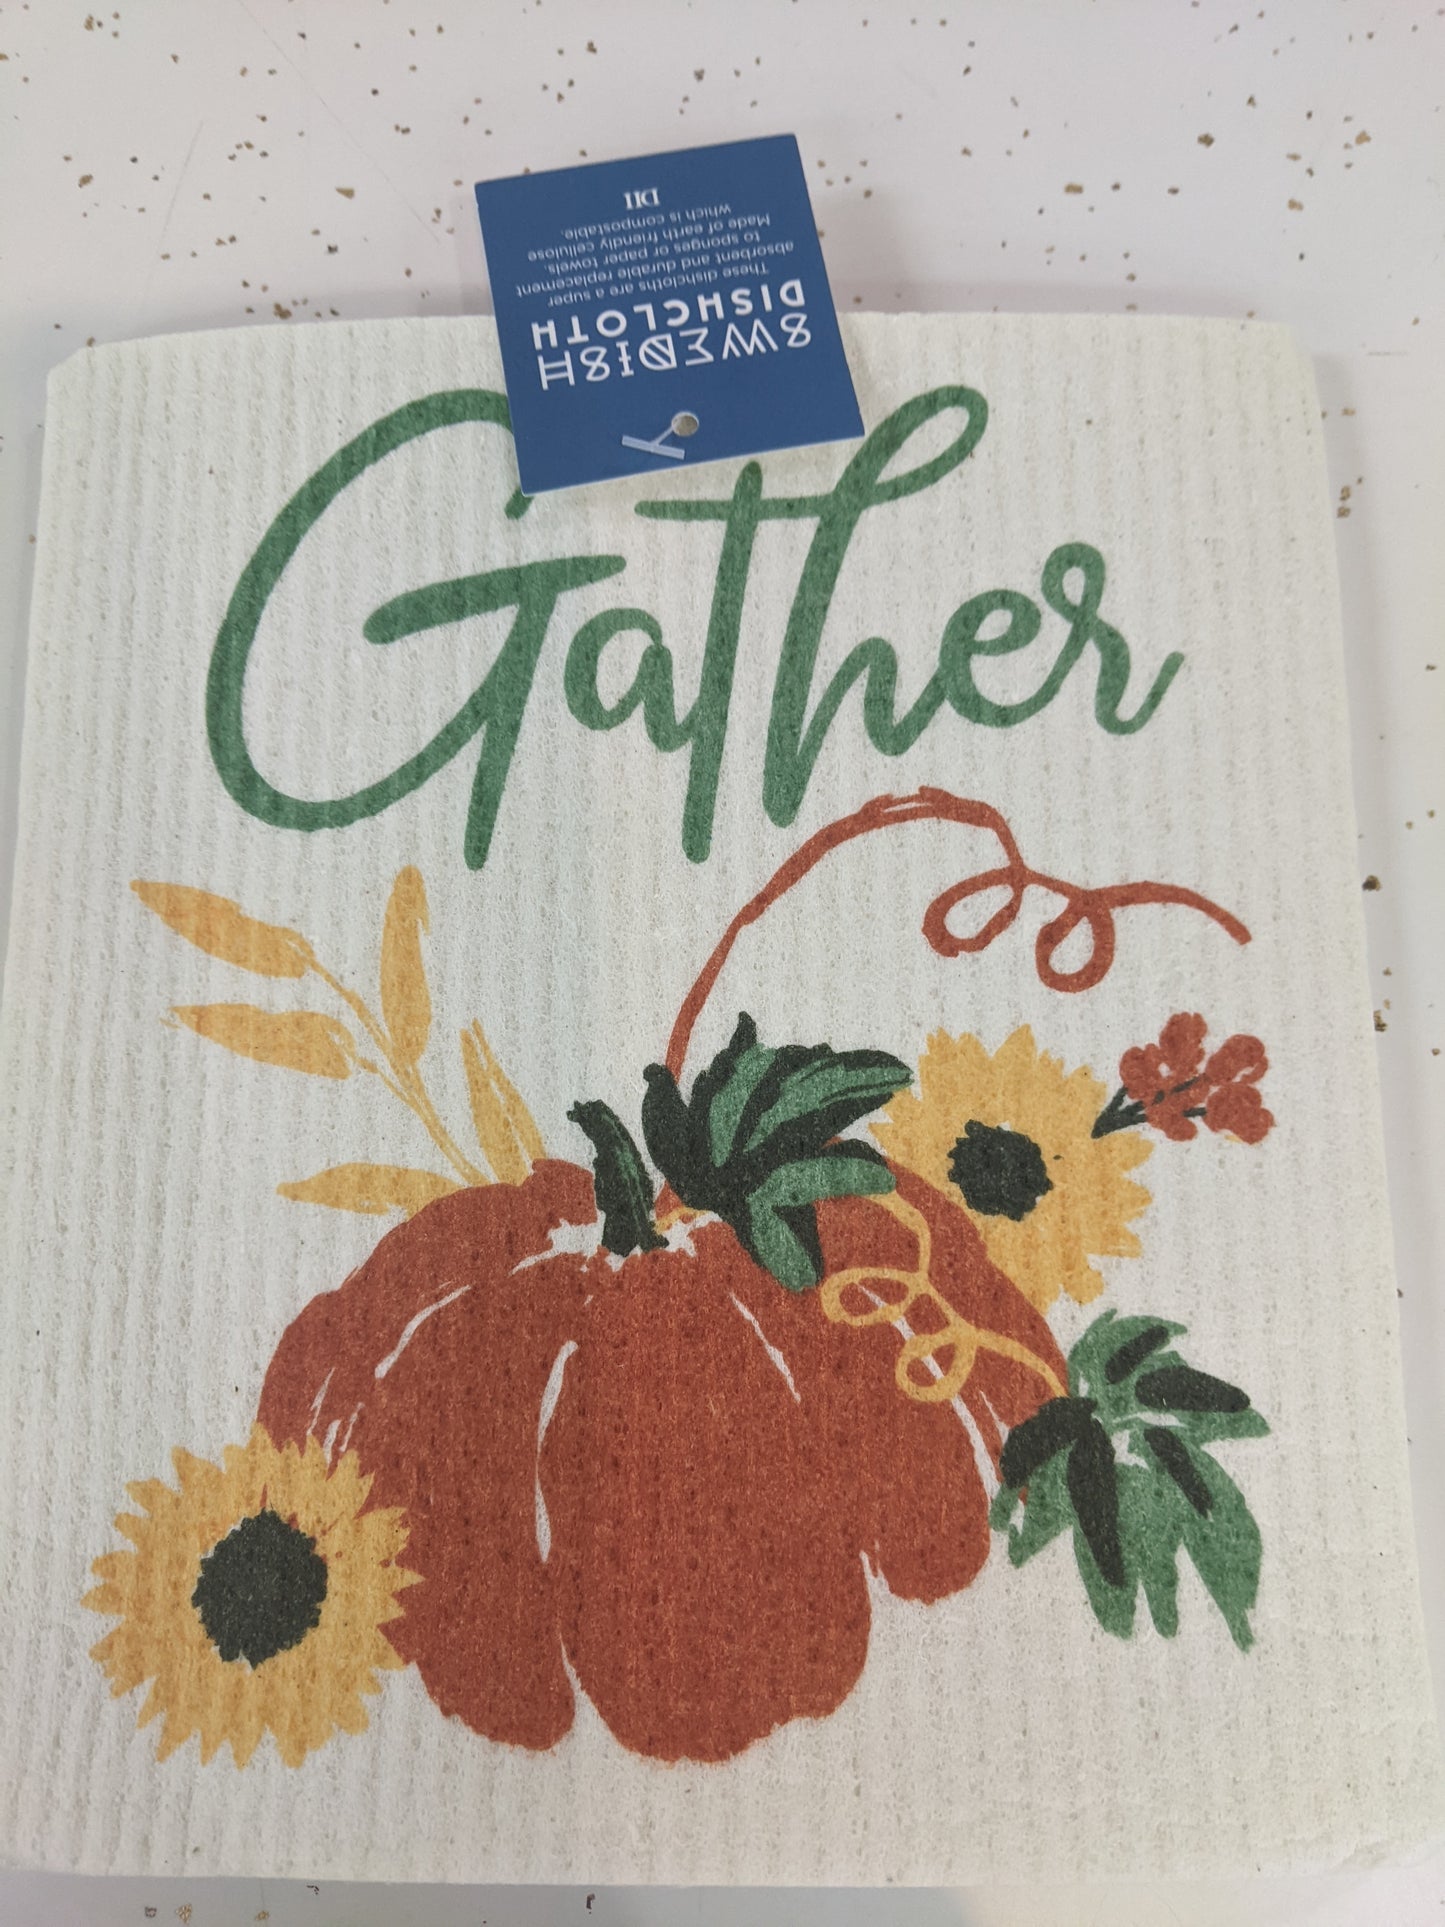 SWEDISH
DISHCLOTH
These dishcloths are a super
absorbent and durable replacement
to sponges or paper towels.
Made of earth friendly cellulose
which is compostable.
DII
Gather